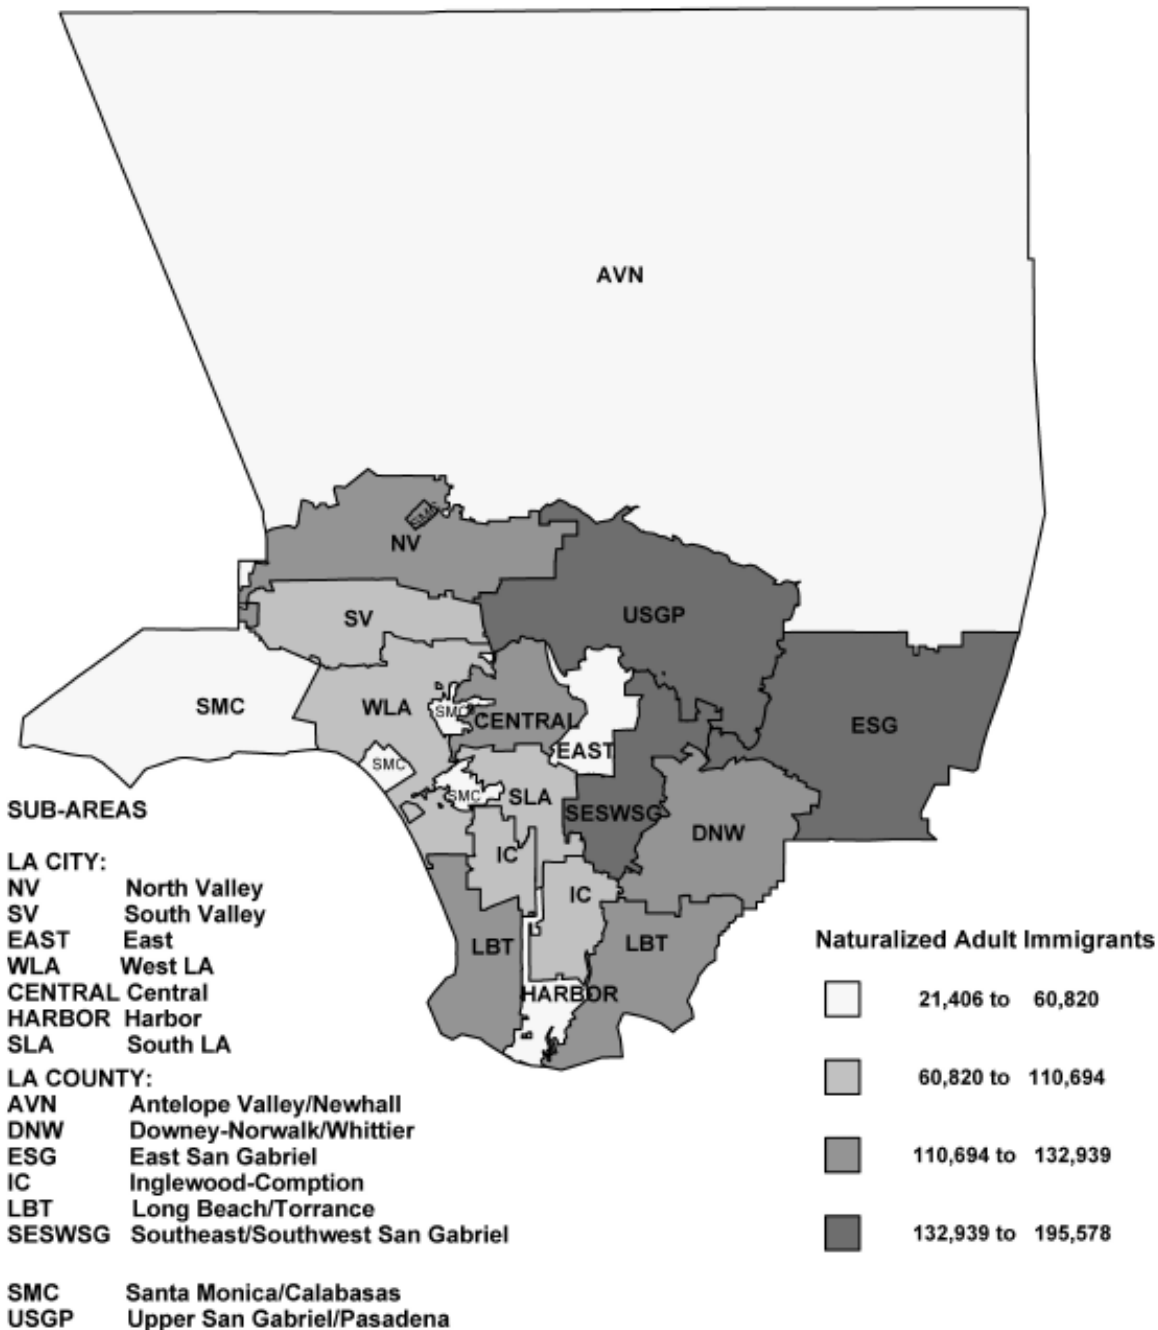 AVN
SMC
NV
SV
USGP
SMC
WLA
SMC
CENTRAL
ESG
EAST
SMC
SMC
SLA
SESWSG
DNW
IC
IC
LBT
LBT
HARBOR
SUB-AREAS
LA CITY:
NV North Valley
SV South Valley
EAST East
WLA West LA
CENTRAL Central
HARBOR Harbor
SLA South LA
LA COUNTY:
AVN Antelope Valley/Newhall
DNW Downey-Norwalk/Whittier
ESG East San Gabriel
IC Inglewood-Comption
LBT Long Beach/Torrance
SESWSG Southeast/Southwest San Gabriel
SMC Santa Monica/Calabasas
USGP Upper San Gabriel/Pasadena
Naturalized Adult Immigrants
21,406 to 60,820
60,820 to 110,694
110,694 to 132,939
132,939 to 195,578